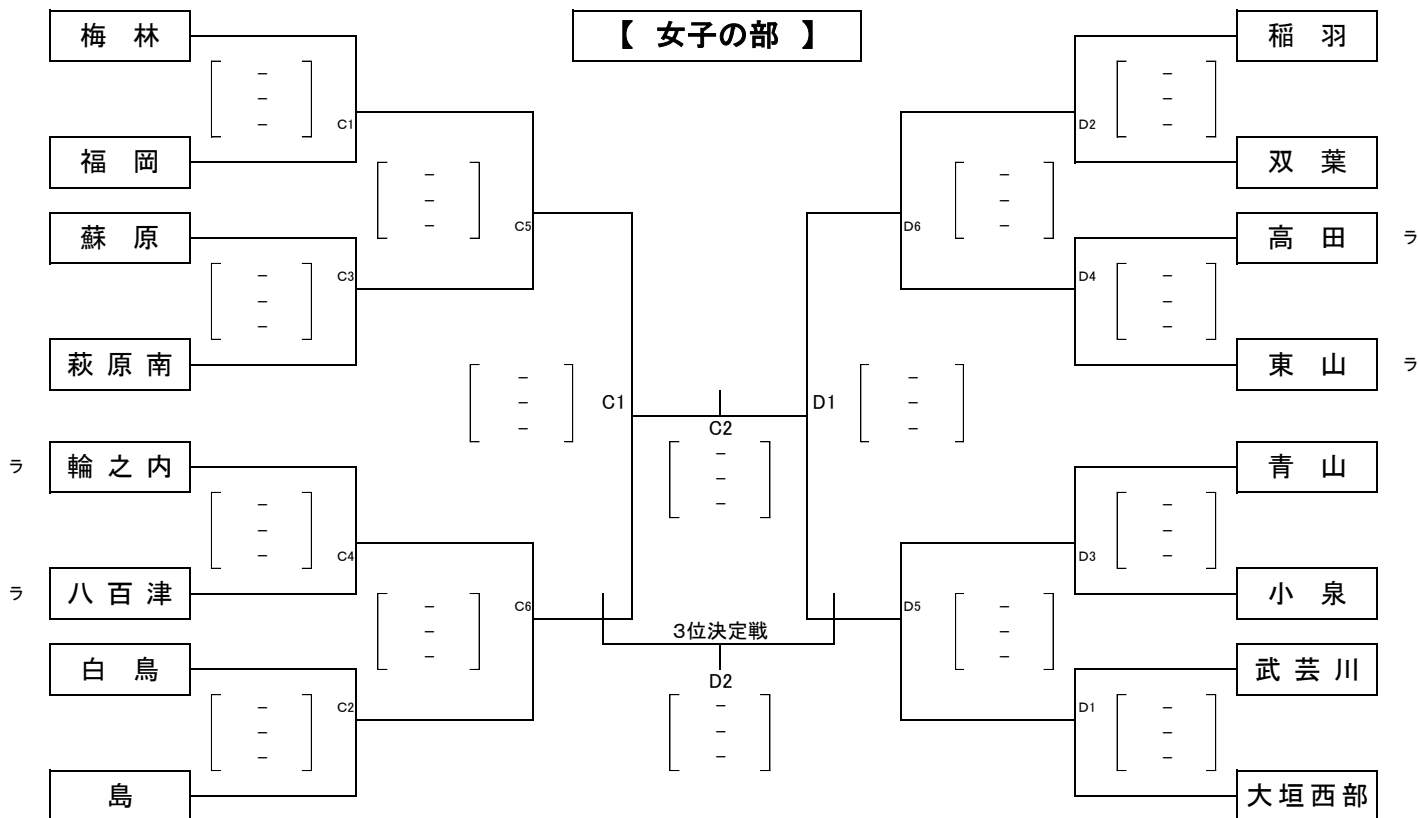 【 女子の部 】
梅 林
－
－
－
C1
福 岡
－
－
－
C5
蘇 原
－
－
－
C3
萩原南
－
－
－
C1
ラ 輪之内
－
－
－
C4
ラ 八百津
－
－
－
C6
白 鳥
－
－
－
C2
島
C2
－
－
－
3位決定戦
D2
－
－
－
稲 羽
－
－
－
D2
双 葉
－
－
－
D6
高 田 ラ
－
－
－
D4
東 山 ラ
－
－
－
D1
青 山
－
－
－
D3
小 泉
－
－
－
D5
武芸川
－
－
－
D1
大垣西部